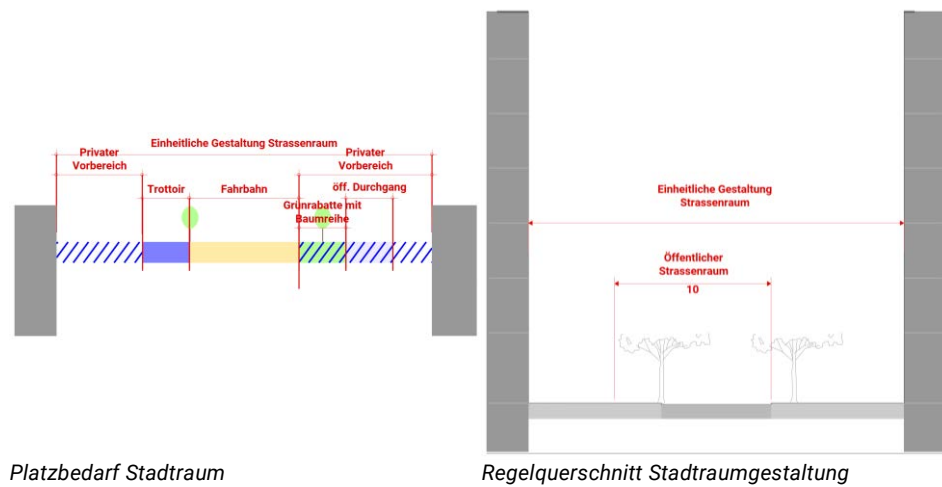 Einheitliche Gestaltung Strassenraum
Privater
Vorbereich
Privater
Vorbereich
Trottoir
Fahrbahn
öff. Durchgang
Grünrabatte mit
Baumreihe
Einheitliche Gestaltung
Strassenraum
Öffentlicher
Strassenraum
10
Platzbedarf Stadtraum
Regelquerschnitt Stadtraumgestaltung